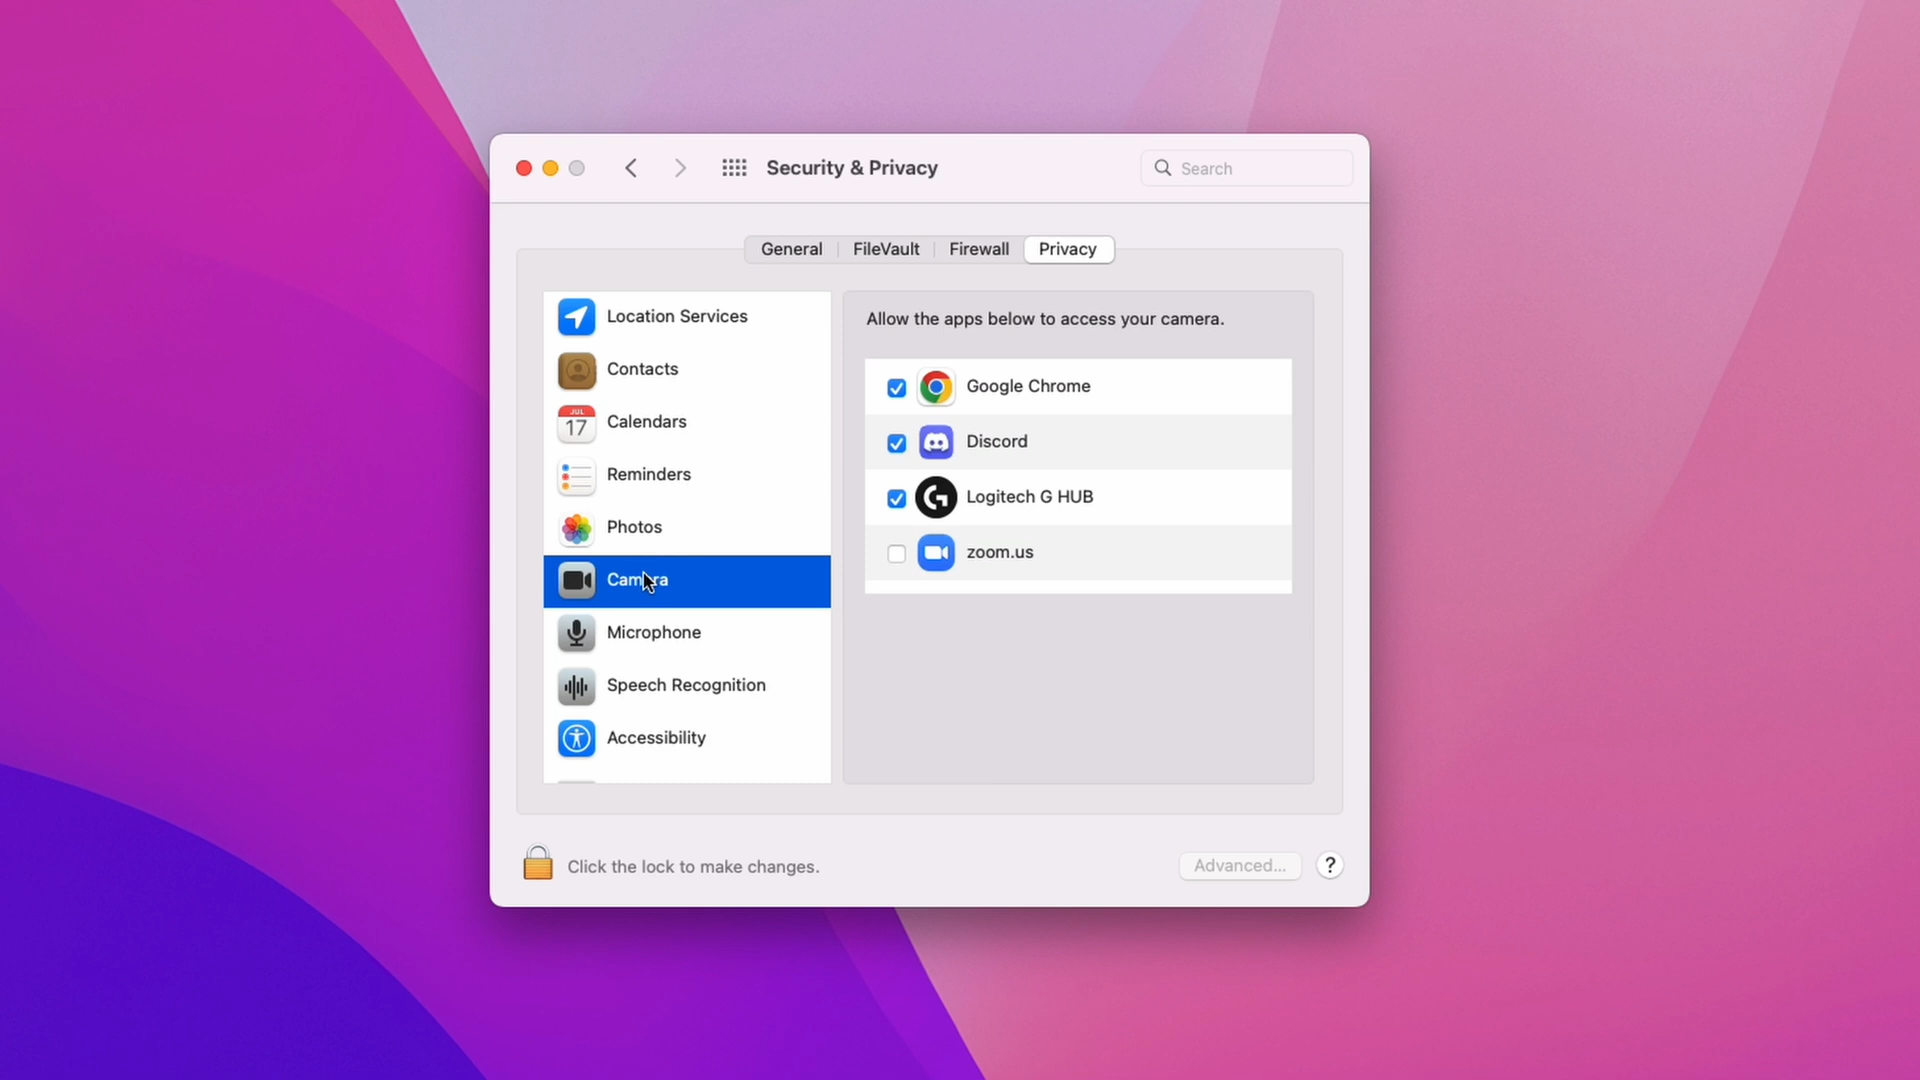 Security & Privacy
Search
General
FileVault
Firewall
Privacy
Location Services
Contacts
JUL
17
Calendars
Reminders
Photos
Camera
Microphone
Speech Recognition
Accessibility
Allow the apps below to access your camera.
Google Chrome
Discord
Logitech G HUB
zoom.us
Click the lock to make changes.
Advanced...
?